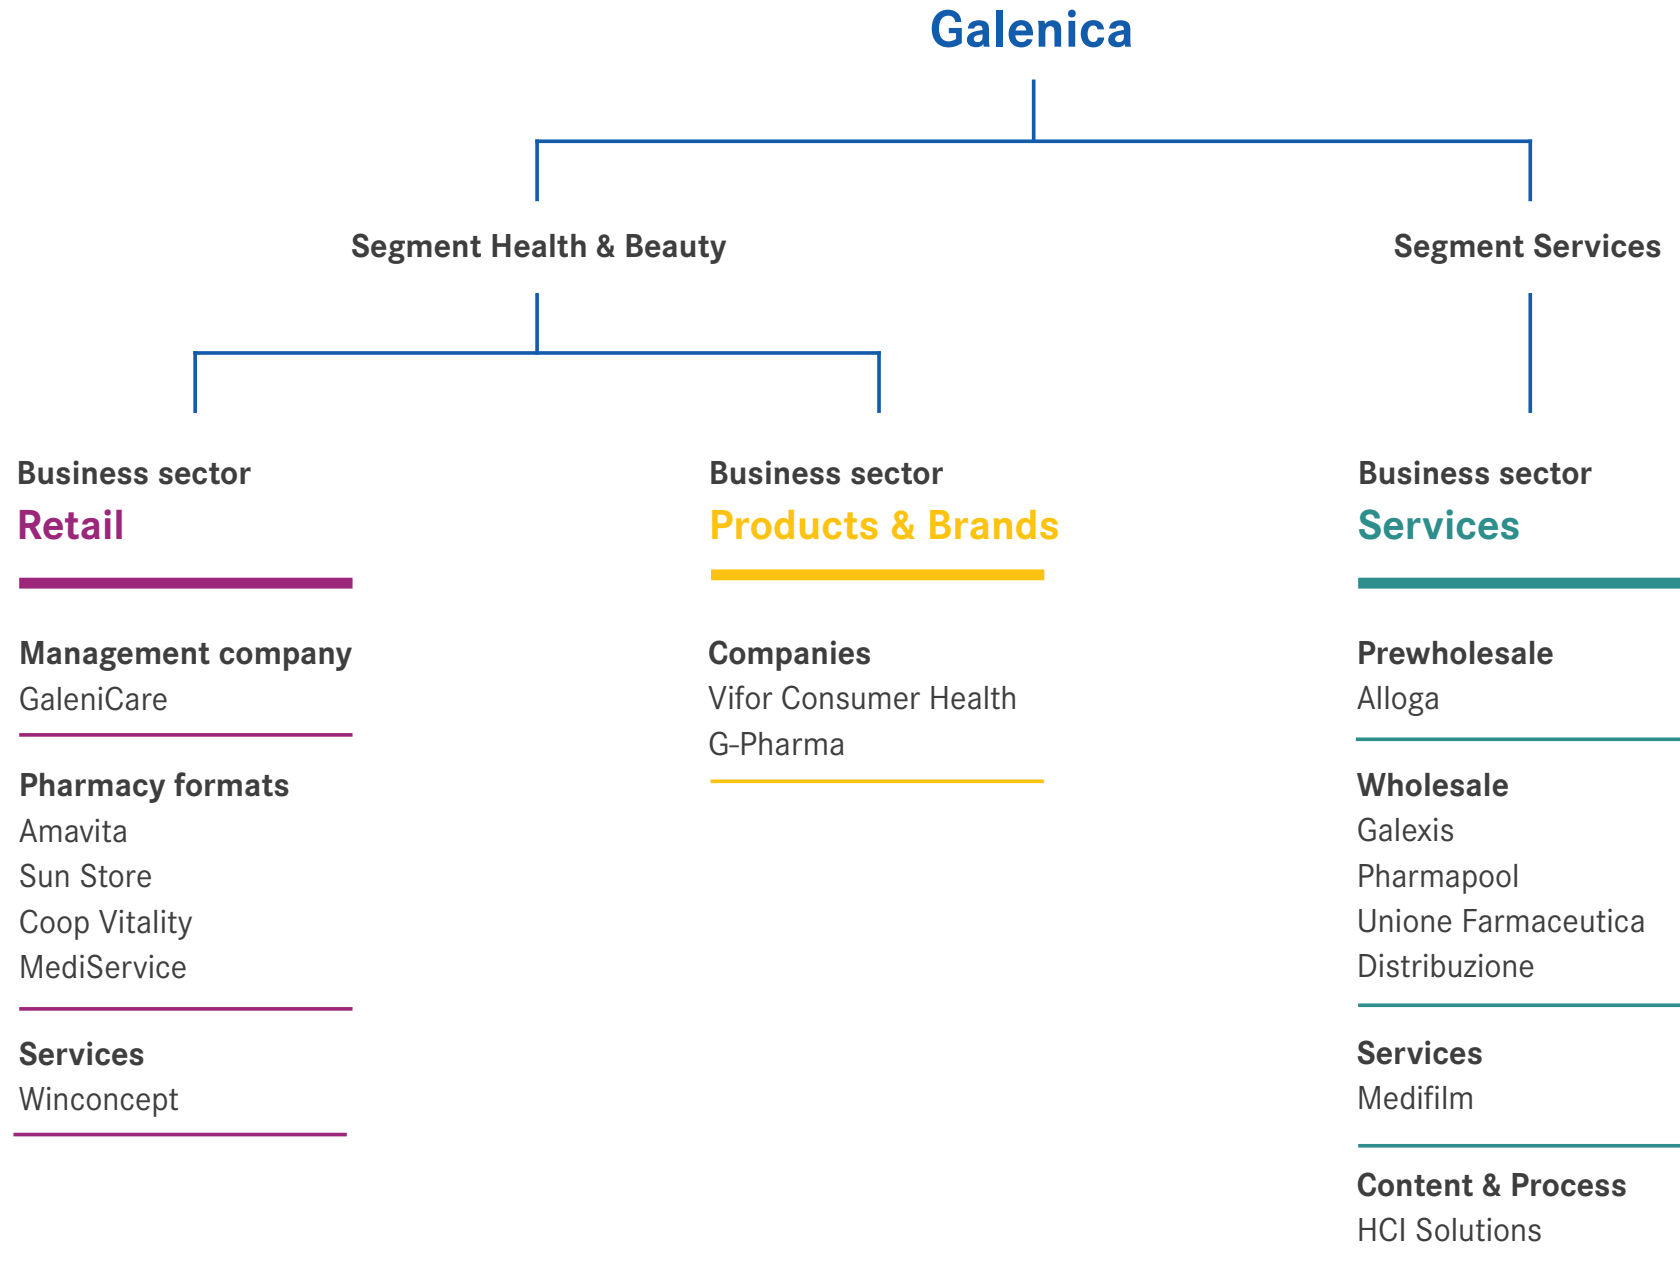 Galenica
Segment Health & Beauty
Segment Services
Business sector
Retail
Management company
GaleniCare
Pharmacy formats
Amavita
Sun Store
Coop Vitality
MediService
Services
Winconcept
Business sector
Products & Brands
Companies
Vifor Consumer Health
G-Pharma
Business sector
Services
Prewholesale
Alloga
Wholesale
Galexis
Pharmapool
Unione Farmaceutica
Distribuzione
Services
Medifilm
Content & Process
HCI Solutions